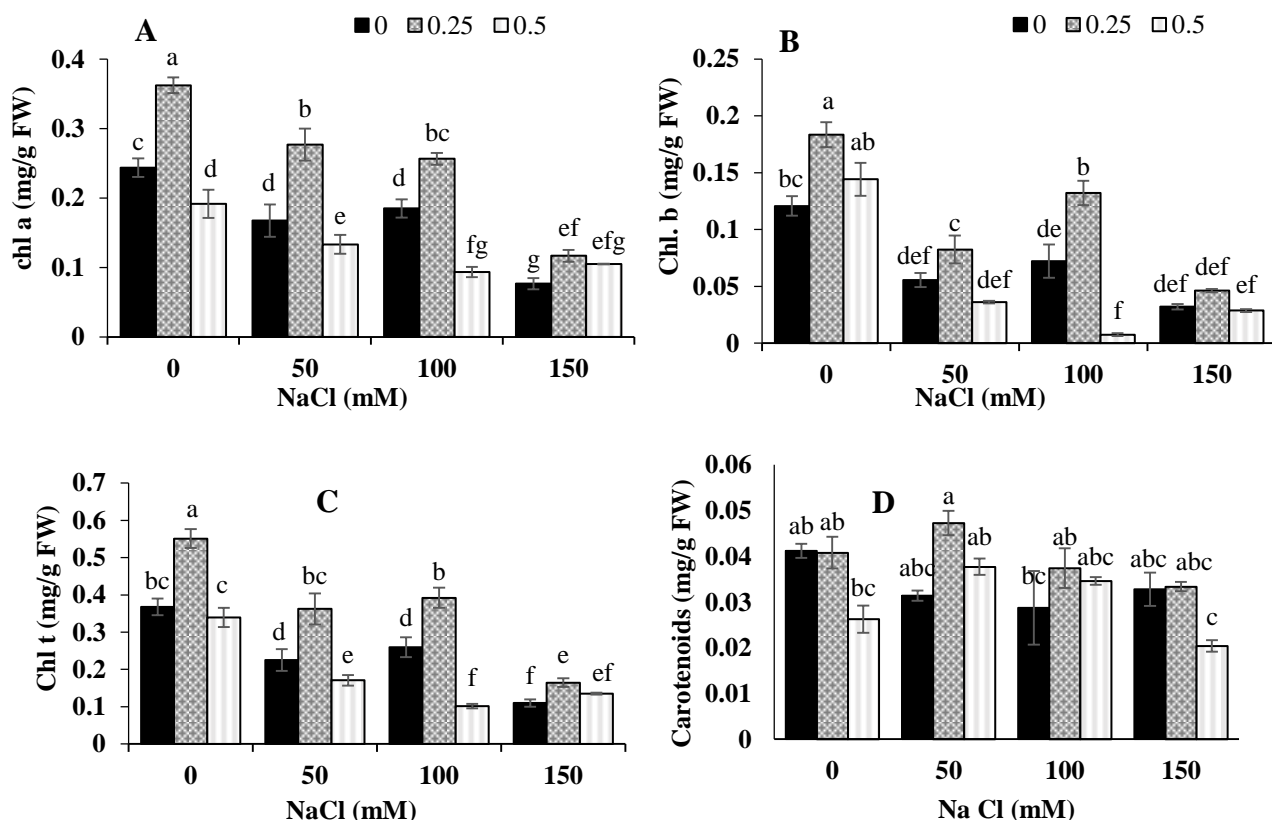 0 0.25 0.5
A
chl a (mg/g FW)
0.4
0.3
0.2
0.1
0
a
b
bc
c
d
d
d
e
fg
g
ef
efg
0 50 100 150
NaCl (mM)
0 0.25 0.5
B
Chl. b (mg/g FW)
0.25
0.2
0.15
0.1
0.05
0
bc
a
ab
def
c
def
de
b
f
def
def
ef
0 50 100 150
NaCl (mM)
C
Chl t (mg/g FW)
0.7
0.6
0.5
0.4
0.3
0.2
0.1
0
bc
a
c
d
bc
e
d
b
f
f
e
ef
0 50 100 150
NaCl (mM)
D
Carotenoids (mg/g FW)
0.06
0.05
0.04
0.03
0.02
0.01
0
ab
ab
bc
abc
a
ab
bc
ab
abc
abc
abc
c
0 50 100 150
Na Cl (mM)